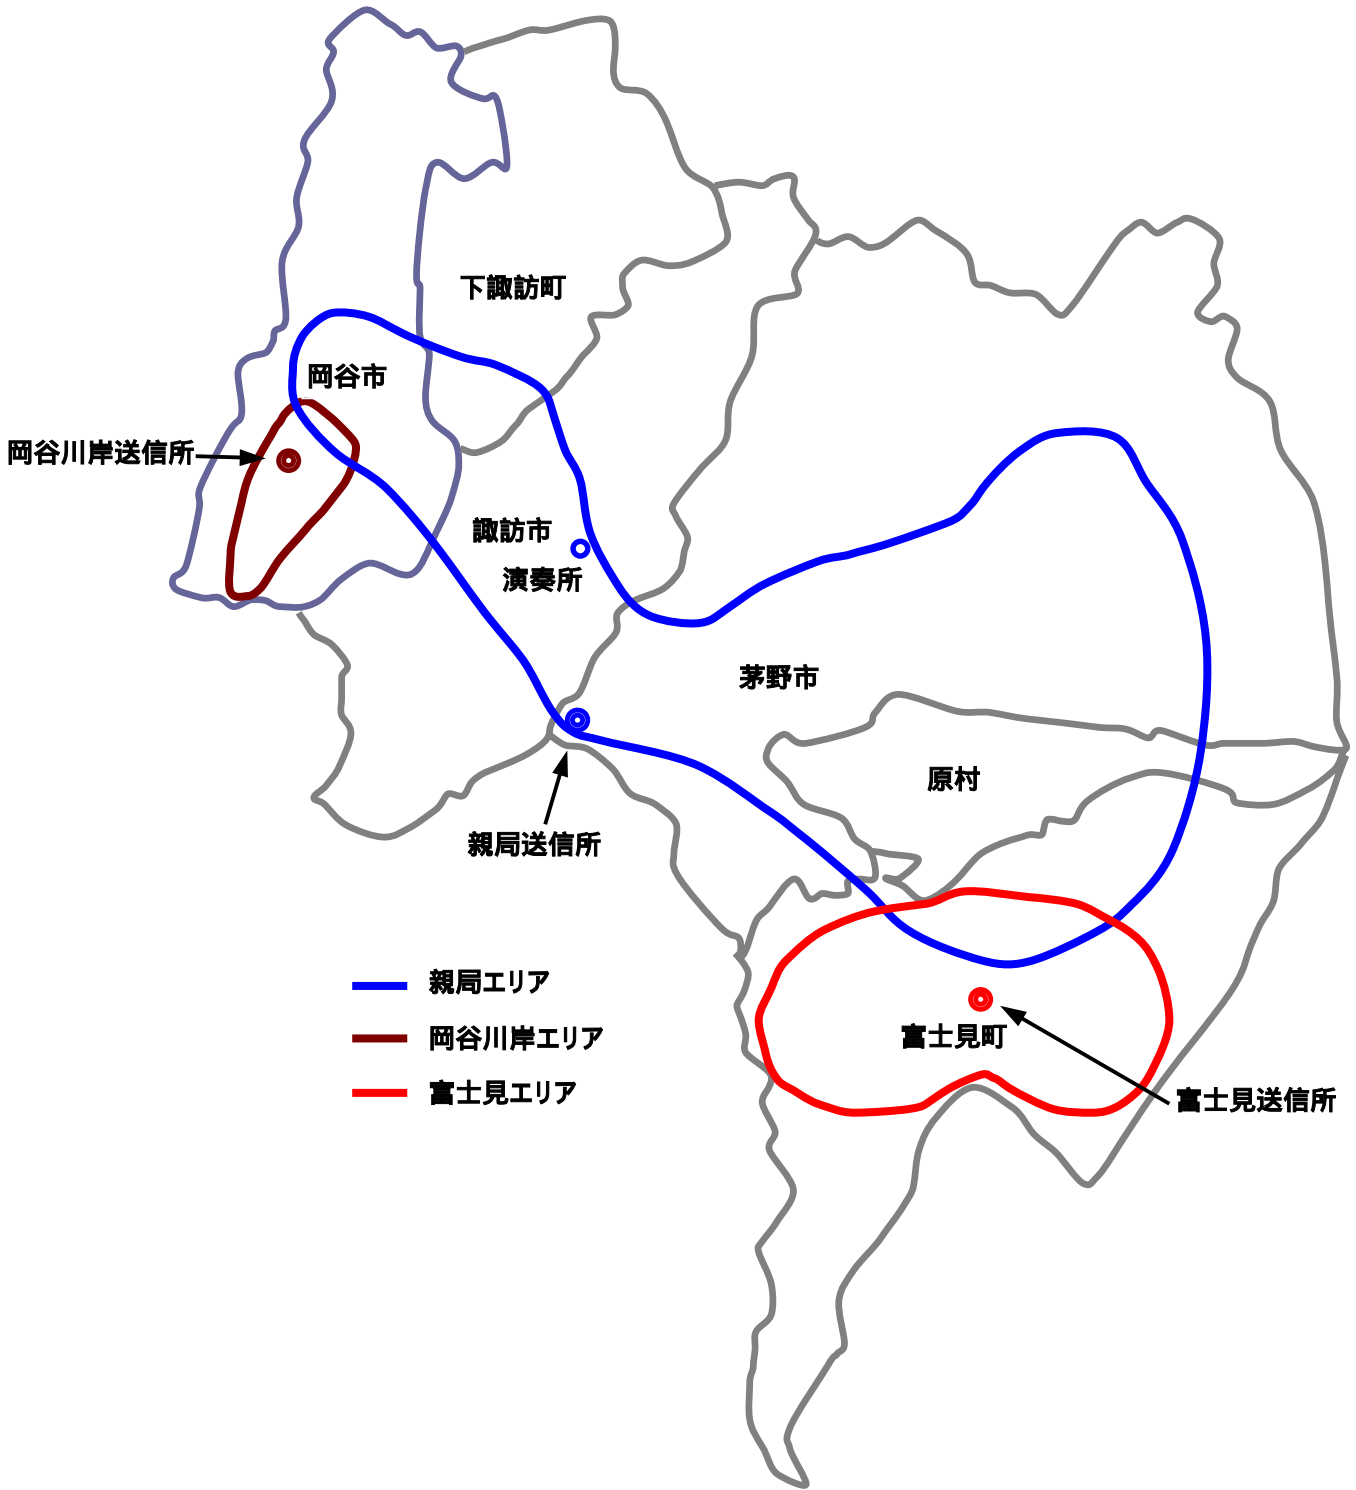 下諏訪町
岡谷市
岡谷川岸送信所
諏訪市
演奏所
茅野市
原村
親局送信所
親局エリア
岡谷川岸エリア
富士見町
富士見エリア
富士見送信所